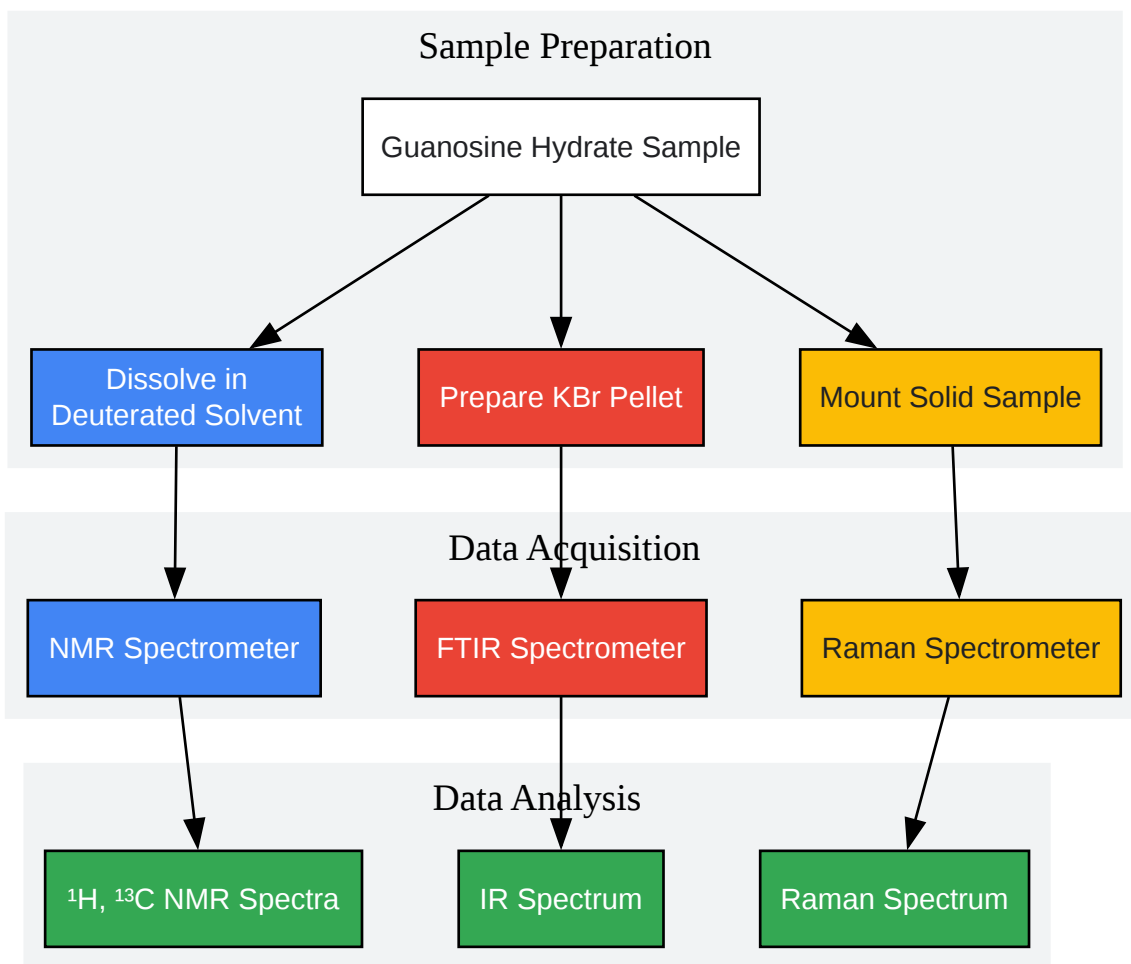 Sample Preparation
Guanosine Hydrate Sample
Dissolve in
Deuterated Solvent
Prepare KBr Pellet
Mount Solid Sample
Data Acquisition
NMR Spectrometer
FTIR Spectrometer
Raman Spectrometer
Data Analysis
¹H, ¹³C NMR Spectra
IR Spectrum
Raman Spectrum